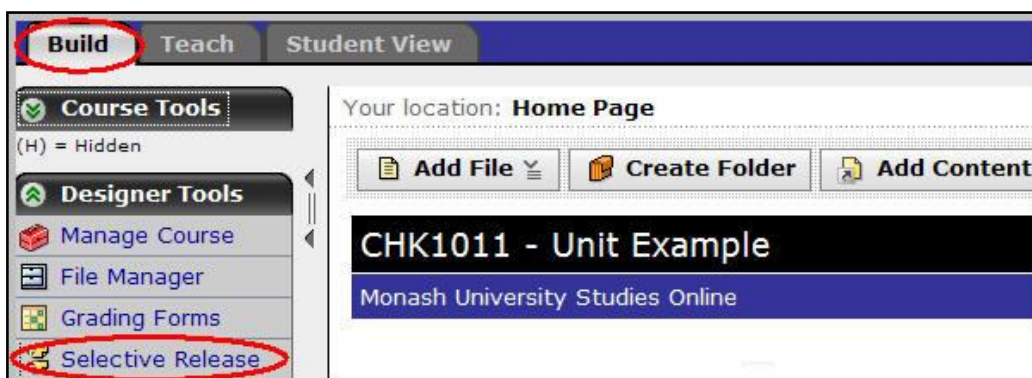 Build Teach Student View
Course Tools
(H) = Hidden
Designer Tools
Manage Course
File Manager
Grading Forms
Selective Release
Your location: Home Page
Add File Create Folder Add Content
CHK1011 - Unit Example
Monash University Studies Online